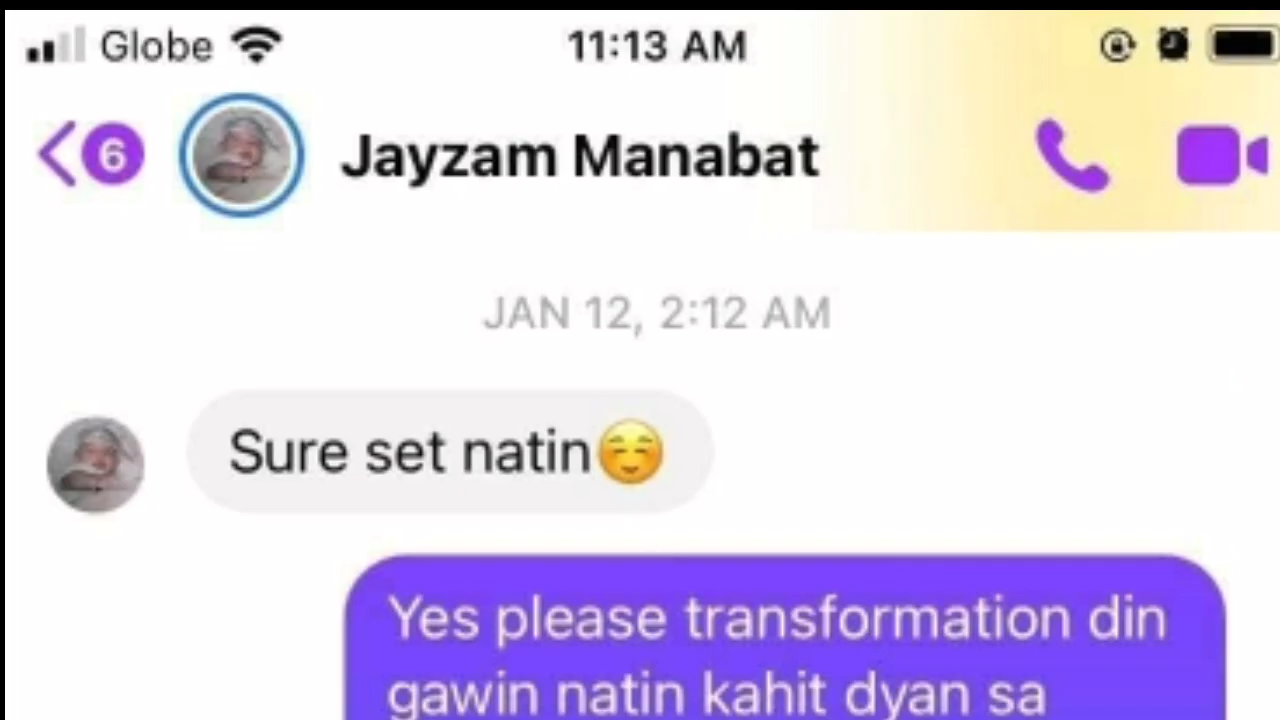 Globe 11:13 AM
6 Jayzam Manabat
JAN 12, 2:12 AM
Sure set natin☺️
Yes please transformation din
gawin natin kahit dyan sa